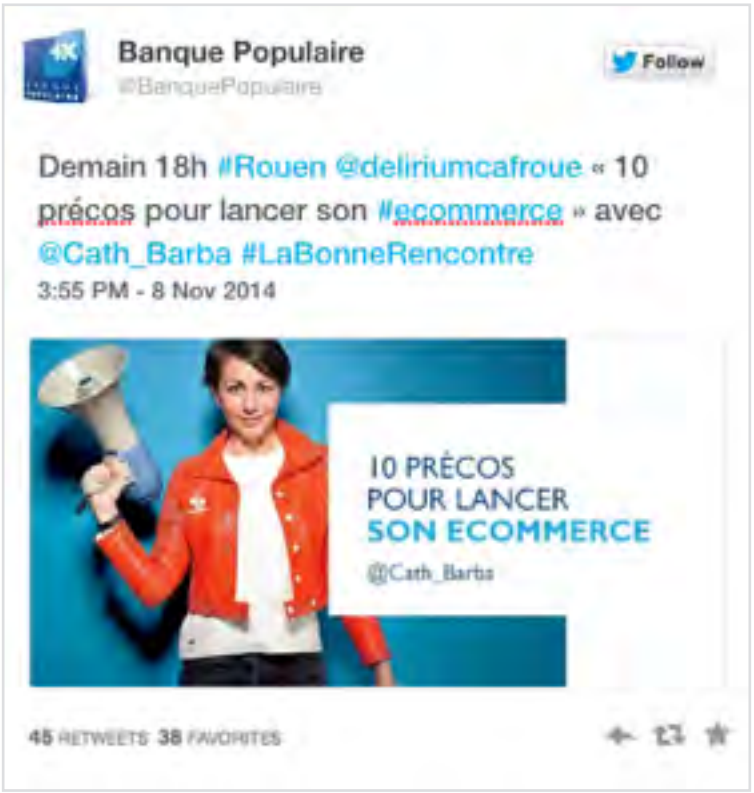 Banque Populaire
@BanquePopulaire
Follow
Demain 18h #Rouen @deliriumcafroue « 10
précos pour lancer son #ecommerce » avec
@Cath_Barba #LaBonneRencontre
3:55 PM - 8 Nov 2014
10 PRÉCOS
POUR LANCER
SON ECOMMERCE
@Cath_Barba
45 RETWEETS 38 FAVORITES